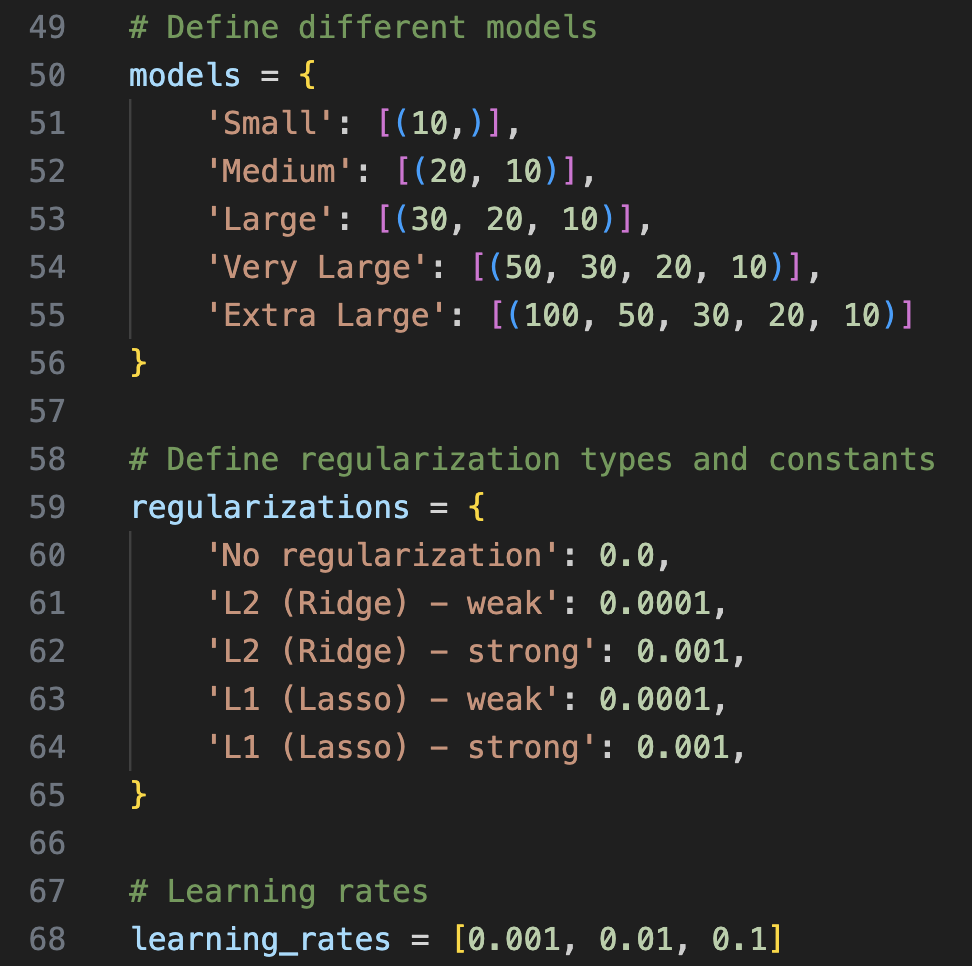 49 # Define different models
50 models = {
51 'Small': [(10,)],
52 'Medium': [(20, 10)],
53 'Large': [(30, 20, 10)],
54 'Very Large': [(50, 30, 20, 10)],
55 'Extra Large': [(100, 50, 30, 20, 10)]
56 }
57
58 # Define regularization types and constants
59 regularizations = {
60 'No regularization': 0.0,
61 'L2 (Ridge) - weak': 0.0001,
62 'L2 (Ridge) - strong': 0.001,
63 'L1 (Lasso) - weak': 0.0001,
64 'L1 (Lasso) - strong': 0.001,
65 }
66
67 # Learning rates
68 learning_rates = [0.001, 0.01, 0.1]